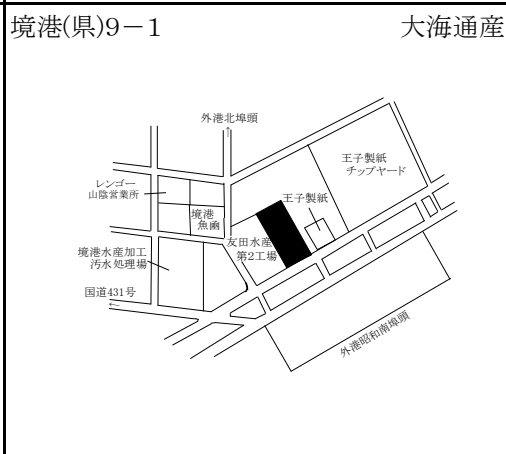 境港(県)9－1
大海通産
外港北埠頭
↑
王子製紙
チップヤード
レンゴー
山陰営業所
王子製紙
境港
魚函
友田水産
第2工場
境港水産加工
汚水処理場
国道431号
←
外港昭和南埠頭